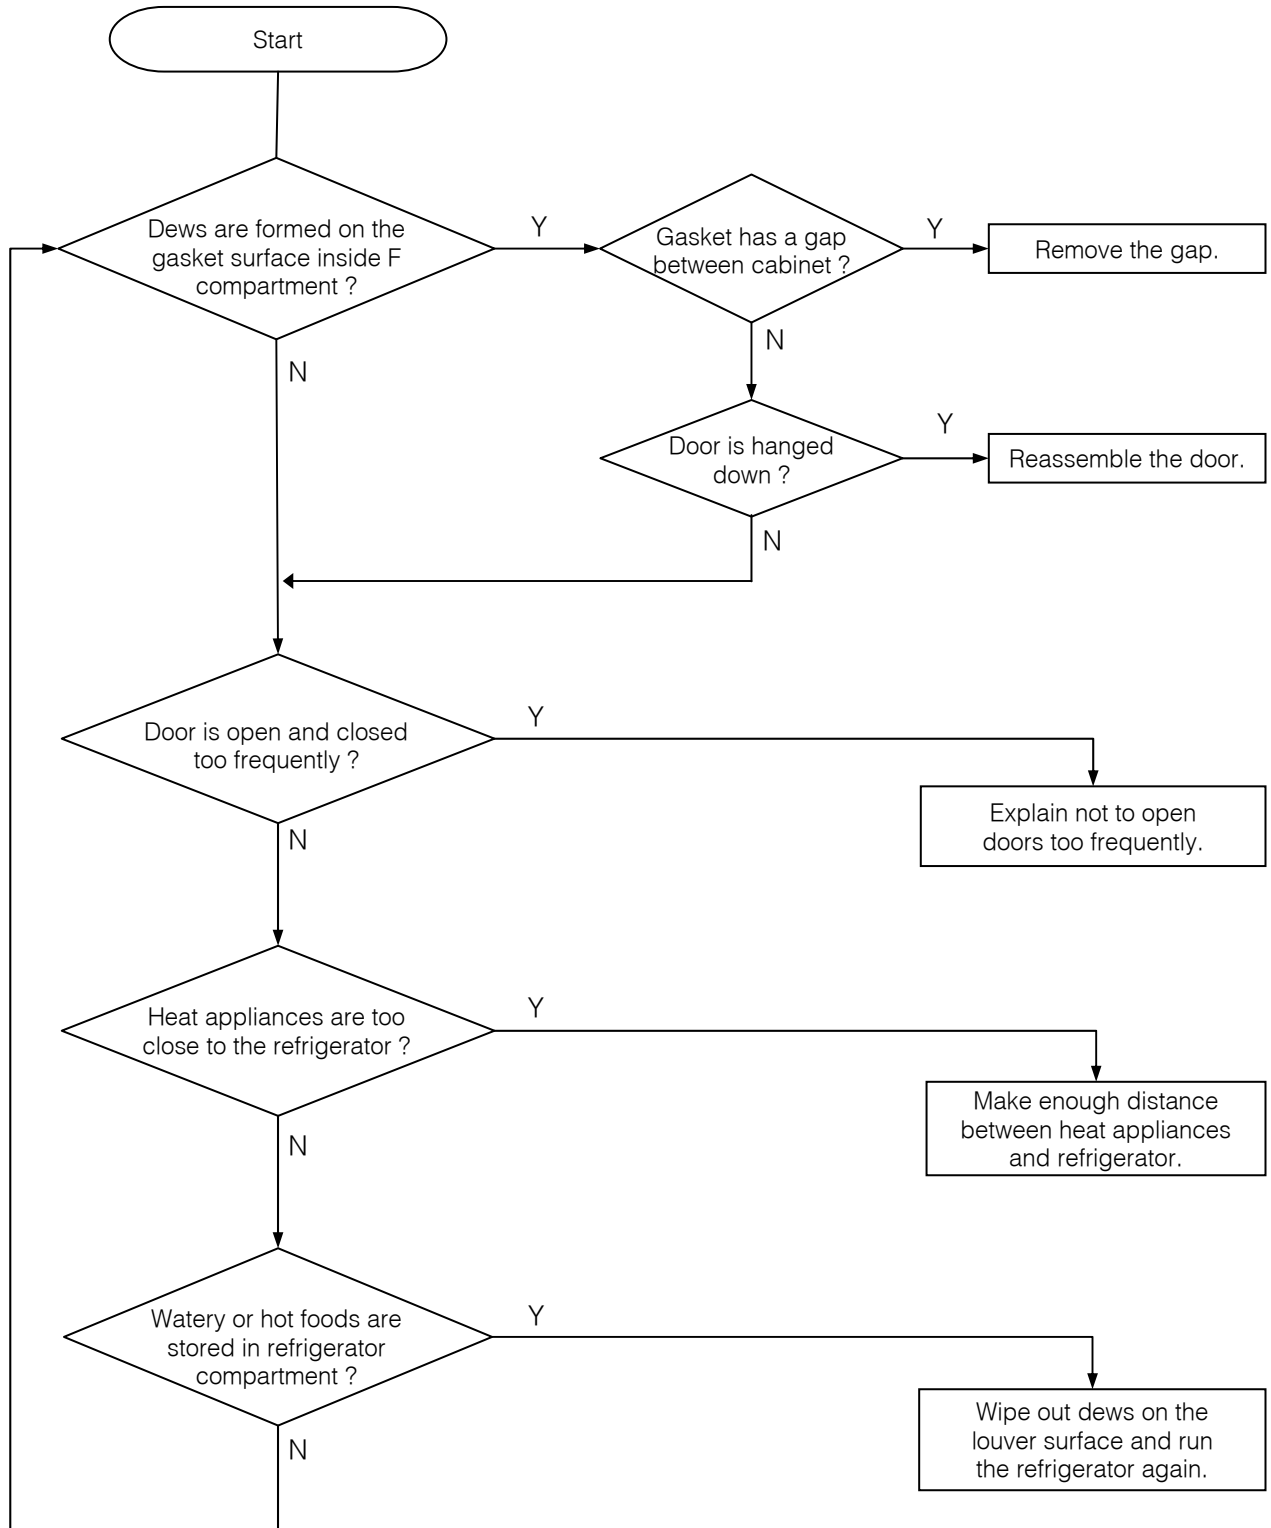 Start
Dews are formed on the
gasket surface inside F
compartment ?
Y
Gasket has a gap
between cabinet ?
Y
Remove the gap.
N
N
Door is hanged
down ?
Y
Reassemble the door.
N
Door is open and closed
too frequently ?
Y
Explain not to open
doors too frequently.
N
Heat appliances are too
close to the refrigerator ?
Y
Make enough distance
between heat appliances
and refrigerator.
N
Watery or hot foods are
stored in refrigerator
compartment ?
Y
Wipe out dews on the
louver surface and run
the refrigerator again.
N